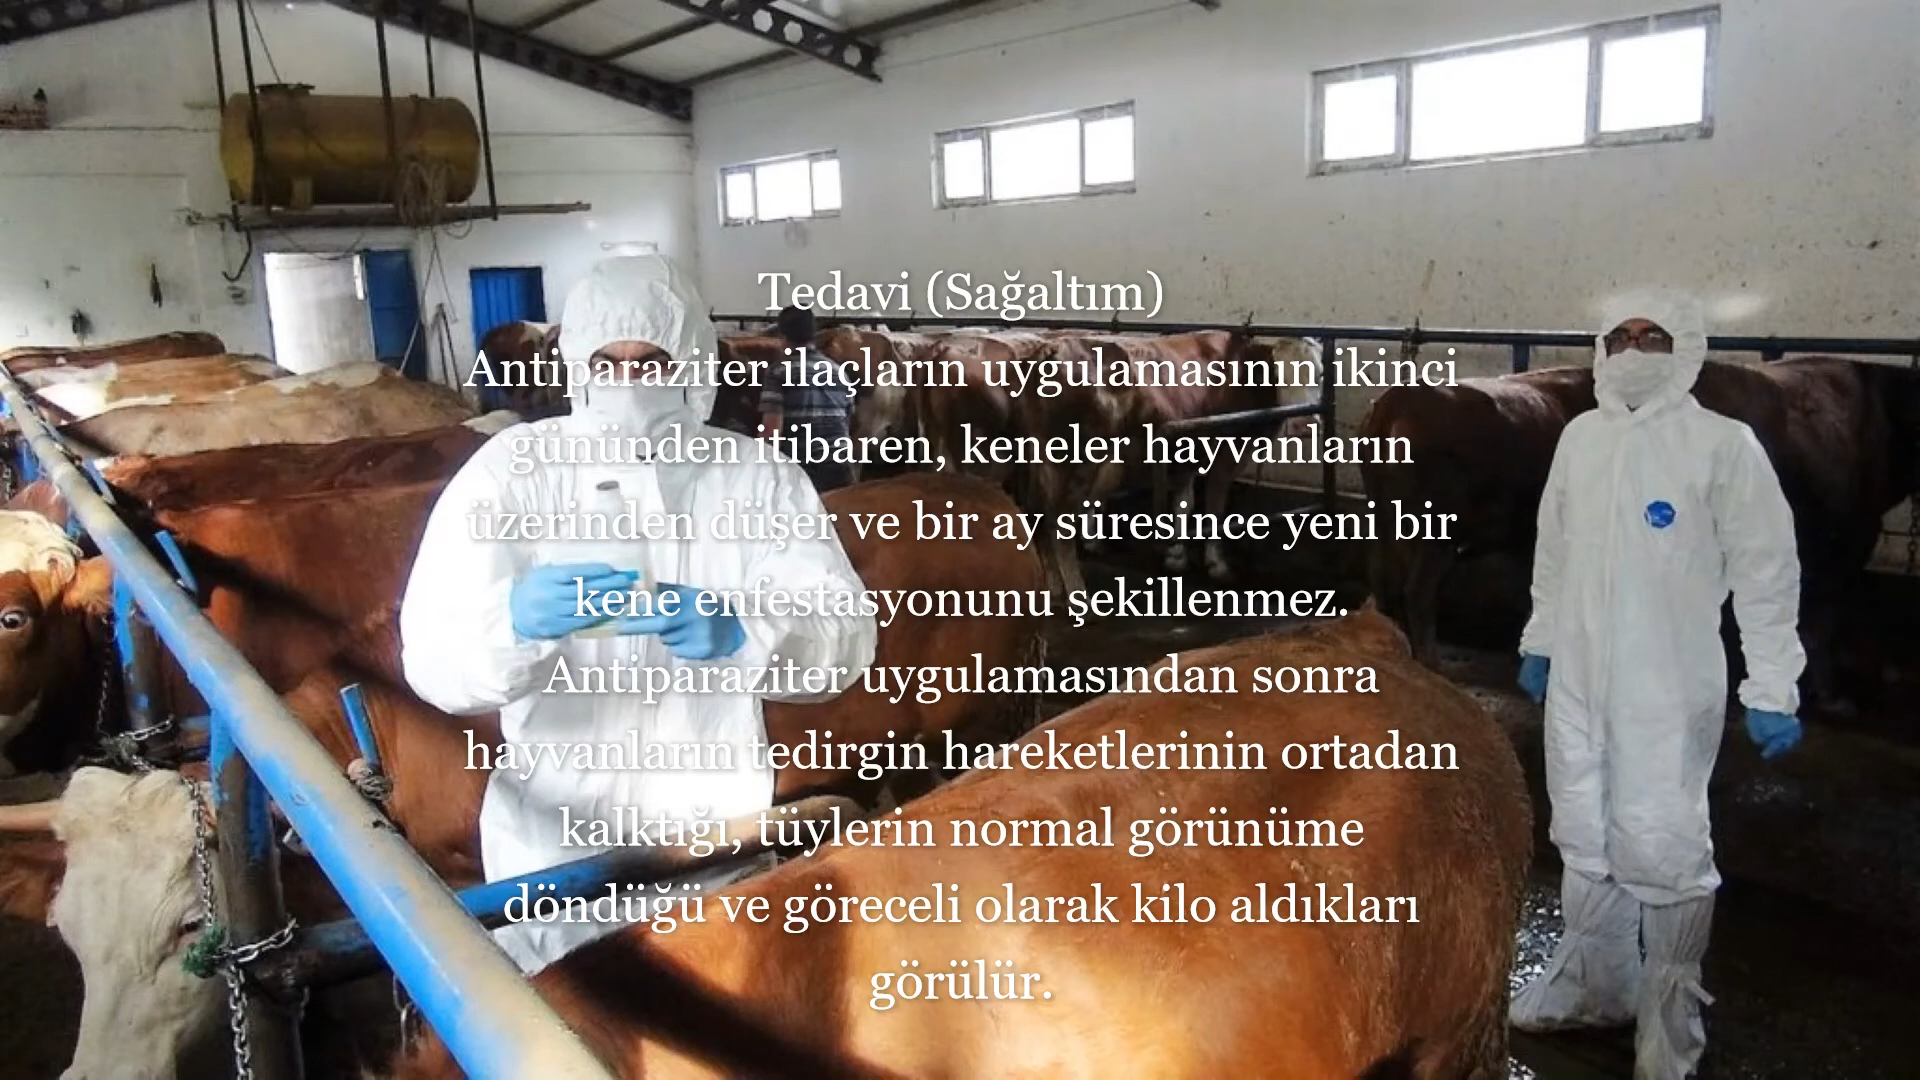 Tedavi (Sağaltım)
Antiparaziter ilaçların uygulamasının ikinci
gününden itibaren, keneler hayvanların
üzerinden düşer ve bir ay süresince yeni bir
kene enfestasyonunu şekillenmez.
Antiparaziter uygulamasından sonra
hayvanların tedirgin hareketlerinin ortadan
kalktığı, tüylerin normal görünüme
döndüğü ve göreceli olarak kilo aldıkları
görülür.